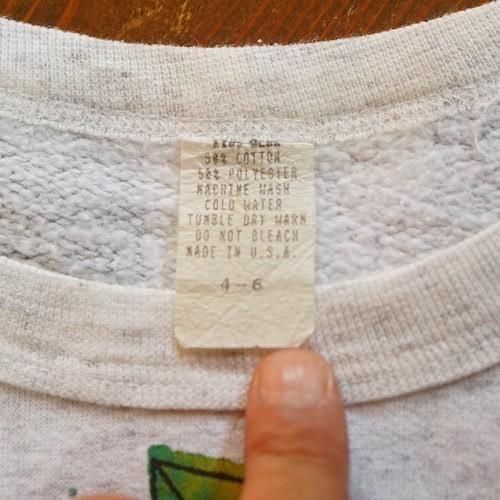 50% COTTON
50% POLYESTER
MACHINE WASH
COLD WATER
TUMBLE DRY WARM
DO NOT BLEACH
MADE IN U.S.A.
4-6